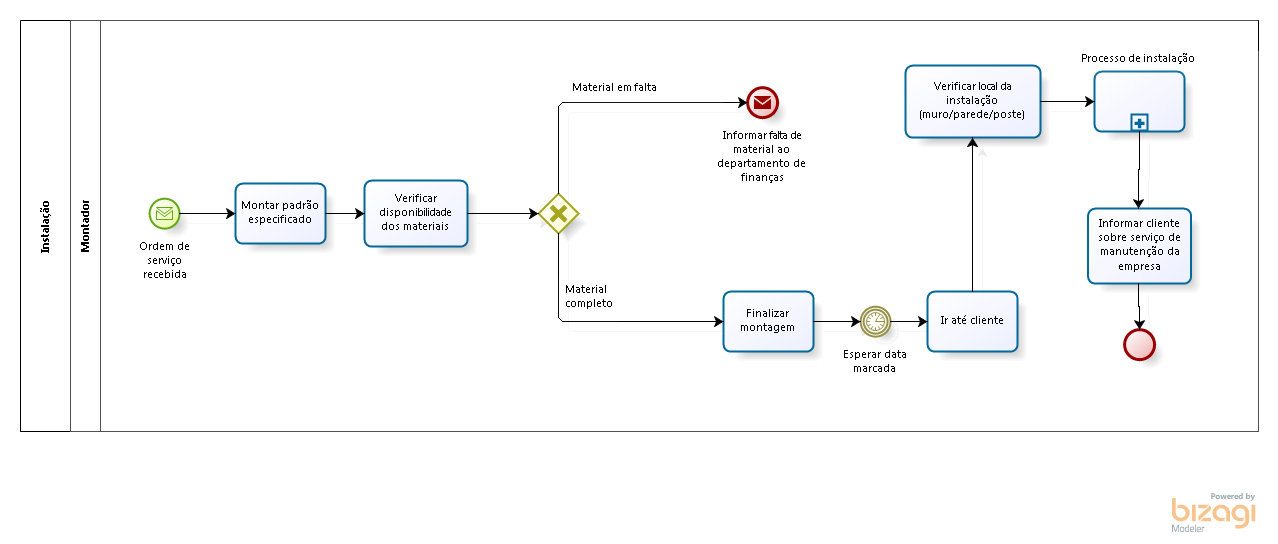 Instalação
Montador
Ordem de
serviço
recebida
Montar padrão
especificado
Verificar
disponibilidade
dos materiais
Material em falta
Informar falta de
material ao
departamento de
finanças
Material
completo
Finalizar
montagem
Esperar data
marcada
Ir até cliente
Verificar local da
instalação
(muro/parede/poste)
Processo de instalação
Informar cliente
sobre serviço de
manutenção da
empresa
Powered by
bizagi
Modeler